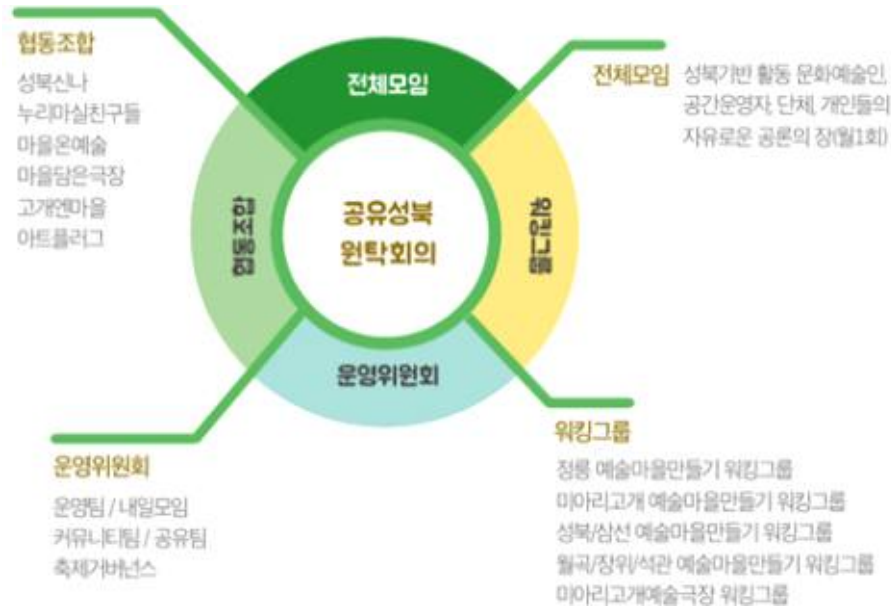 협동조합
성북신나
누리마실친구들
마을온예술
마을담은극장
고개엔마을
아트플러그
전체모임
전체모임 성북기반 활동 문화예술인,
공간운영자, 단체, 개인들의
자유로운 공론의 장(월1회)
협동조합
공유성북
원탁회의
워킹그룹
운영위원회
운영위원회
운영팀 / 내일모임
커뮤니티팀 / 공유팀
축제거버넌스
워킹그룹
정릉 예술마을만들기 워킹그룹
미아리고개 예술마을만들기 워킹그룹
성북/삼선 예술마을만들기 워킹그룹
월곡/장위/석관 예술마을만들기 워킹그룹
미아리고개예술극장 워킹그룹